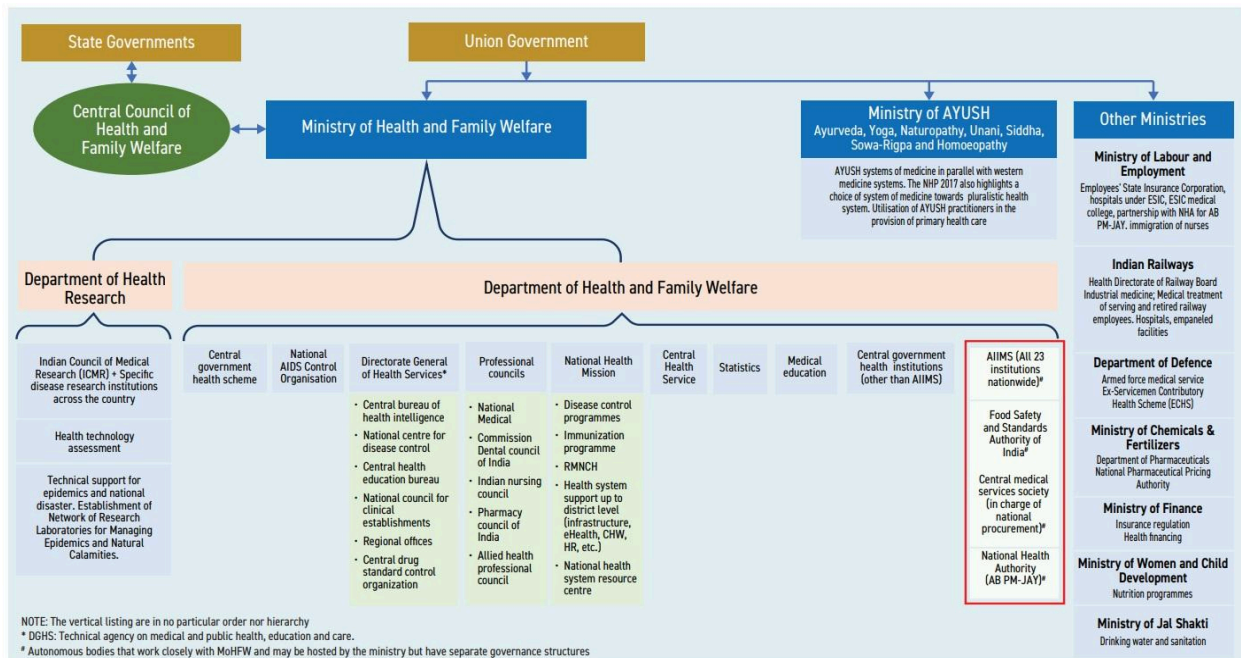 State Governments
Union Government
Central Council of
Health and
Family Welfare
Ministry of Health and Family Welfare
Ministry of AYUSH
Ayurveda, Yoga, Naturopathy, Unani, Siddha,
Sowa-Rigpa and Homoeopathy
AYUSH systems of medicine in parallel with western
medicine systems. The NHP 2017 also highlights a
choice of system of medicine towards pluralistic health
system. Utilisation of AYUSH practitioners in the
provision of primary health care
Other Ministries
Ministry of Labour and
Employment
Employees' State Insurance Corporation,
hospitals under ESIC, ESIC medical
college, partnership with NHA for AB
PM-JAY. immigration of nurses
Indian Railways
Health Directorate of Railway Board
Industrial medicine; Medical treatment
of serving and retired railway
employees. Hospitals, empaneled
facilities
Department of Defence
Armed force medical service
Ex-Servicemen Contributory
Health Scheme (ECHS)
Ministry of Chemicals &
Fertilizers
Department of Pharmaceuticals
National Pharmaceutical Pricing
Authority
Ministry of Finance
Insurance regulation
Health financing
Ministry of Women and Child
Development
Nutrition programmes
Ministry of Jal Shakti
Drinking water and sanitation
Department of Health
Research
Department of Health and Family Welfare
Indian Council of Medical
Research (ICMR) + Specific
disease research institutions
across the country
Health technology
assessment
Technical support for
epidemics and national
disaster. Establishment of
Network of Research
Laboratories for Managing
Epidemics and Natural
Calamities.
Central
government
health scheme
National
AIDS Control
Organisation
Directorate General
of Health Services*
· Central bureau of
health intelligence
· National centre for
disease control
· Central health
education bureau
· National council for
clinical
establishments
· Regional offices
· Central drug
standard control
organization
Professional
councils
· National
Medical
· Commission
Dental council
of India
· Indian nursing
council
· Pharmacy
council of
India
· Allied health
professional
council
National Health
Mission
· Disease control
programmes
· Immunization
programme
· RMNCH
· Health system
support up to
district level
(infrastructure,
eHealth, CHW,
HR, etc.)
· National health
system resource
centre
Central
Health
Service
Statistics
Medical
education
Central government
health institutions
(other than AIIMS)
AIIMS (All 23
institutions
nationwide)#
Food Safety
and Standards
Authority of
India#
Central medical
services society
(in charge of
national
procurement)#
National Health
Authority
(AB PM-JAY)#
NOTE: The vertical listing are in no particular order nor hierarchy
* DGHS: Technical agency on medical and public health, education and care.
# Autonomous bodies that work closely with MoHFW and may be hosted by the ministry but have separate governance structures